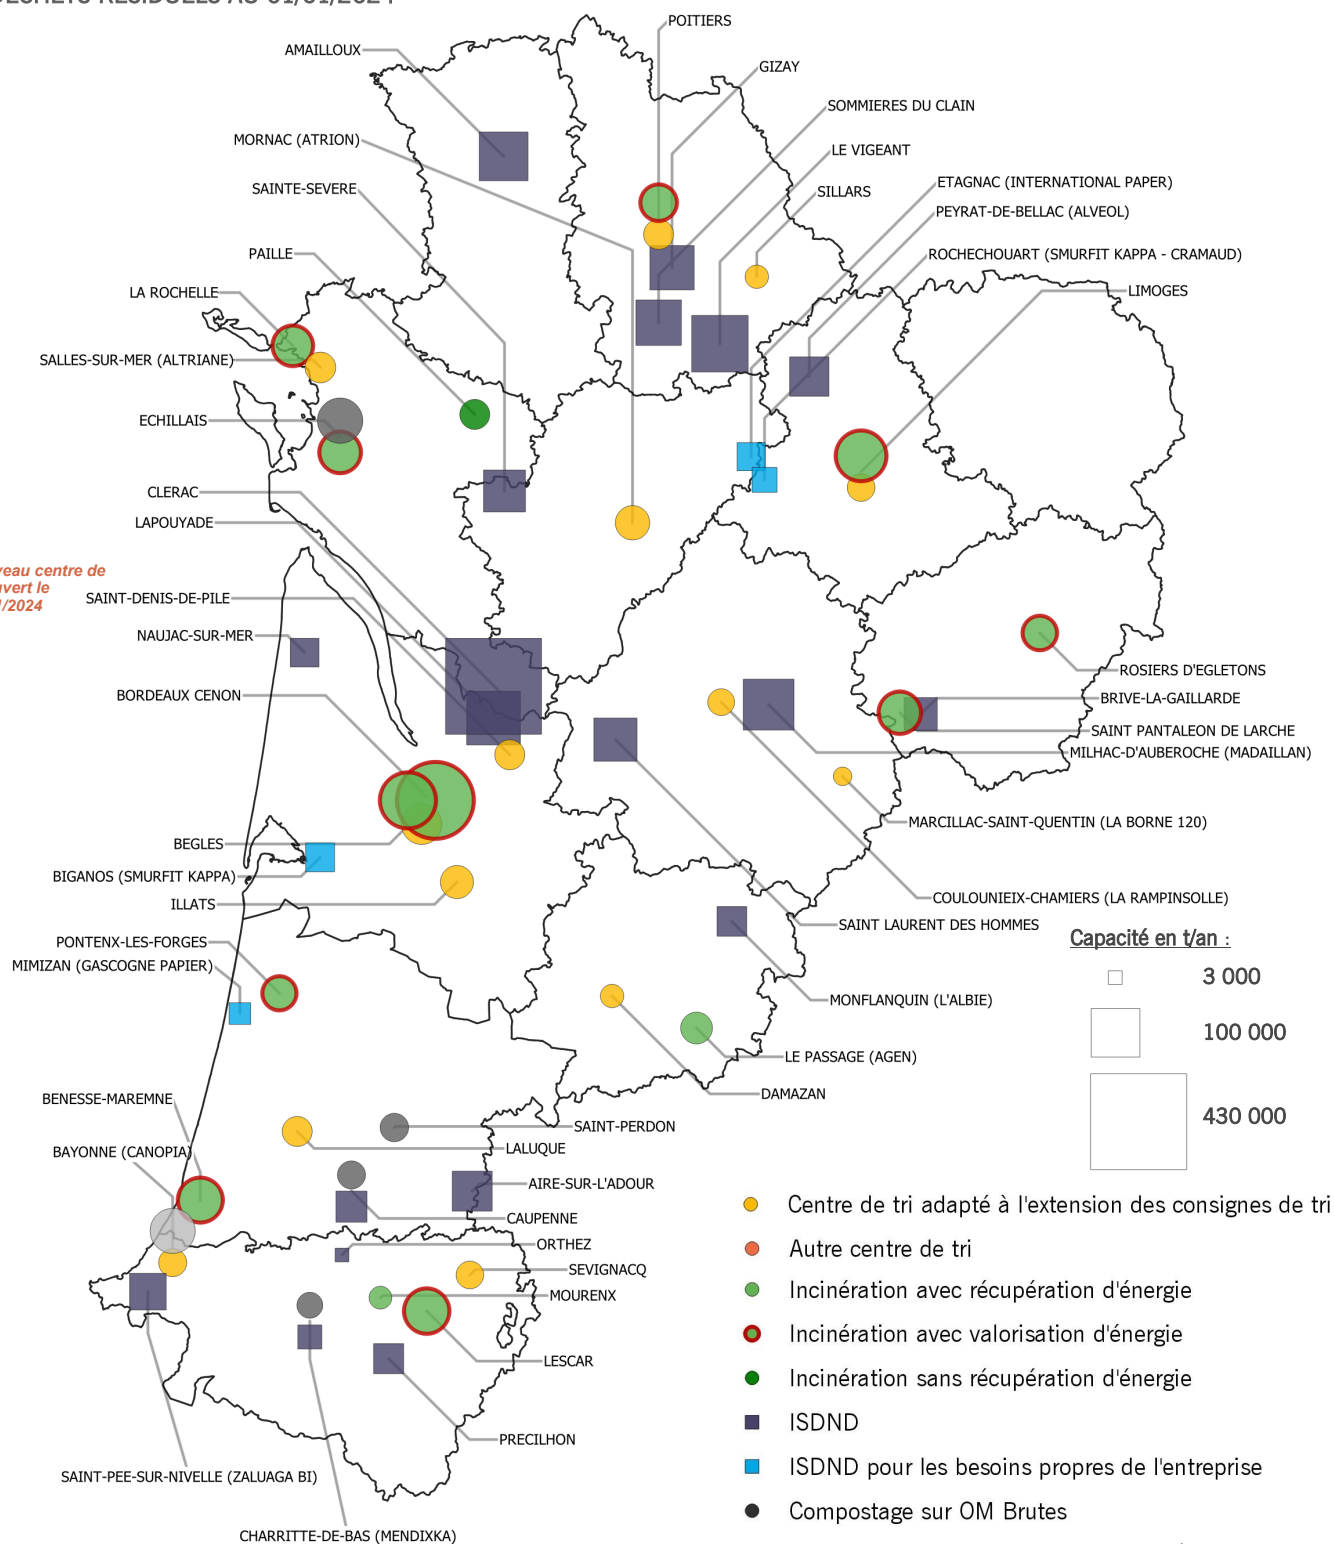 POITIERS
AMAILLOUX
GIZAY
SOMMIERES DU CLAIN
MORNAC (ATRION)
LE VIGEANT
ETAGNAC (INTERNATIONAL PAPER)
SAINTE-SEVERE
SILLARS
PEYRAT-DE-BELLAC (ALVEOL)
PAILLE
ROCHECHOUART (SMURFIT KAPPA - CRAMAUD)
LA ROCHELLE
LIMOGES
SALLES-SUR-MER (ALTRIANE)
ECHILLAIS
CLERAC
LAPOUYADE
centre de
1/2024
SAINT-DENIS-DE-PILE
NAUJAC-SUR-MER
ROSIERS D'EGLETONS
BORDEAUX CENON
BRIVE-LA-GAILLARDE
SAINT PANTALEON DE LARCHE
MILHAC-D'AUBEROCHE (MADAILLAN)
MARCILLAC-SAINT-QUENTIN (LA BORNE 120)
BEGLES
BIGANOS (SMURFIT KAPPA)
COULOUNIEIX-CHAMIERS (LA RAMPINSOLLE)
ILLATS
SAINT LAURENT DES HOMMES
Capacité en t/an :
PONTENX-LES-FORGES
MIMIZAN (GASCOGNE PAPIER)
3 000
MONFLANQUIN (L'ALBIE)
100 000
LE PASSAGE (AGEN)
DAMAZAN
BENESSE-MAREMNE
430 000
SAINT-PERDON
LALUQUE
BAYONNE (CANOPIA)
AIRE-SUR-L'ADOUR
CAUPENNE
Centre de tri adapté à l'extension des consignes de tri
ORTHEZ
Autre centre de tri
SEVIGNACQ
MOURENX
Incinération avec récupération d'énergie
Incinération avec valorisation d'énergie
LESCAR
Incinération sans récupération d'énergie
ISDND
PRECILHON
ISDND pour les besoins propres de l'entreprise
SAINT-PEE-SUR-NIVELLE (ZALUAGA BI)
Compostage sur OM Brutes
CHARRITTE-DE-BAS (MENDIXKA)